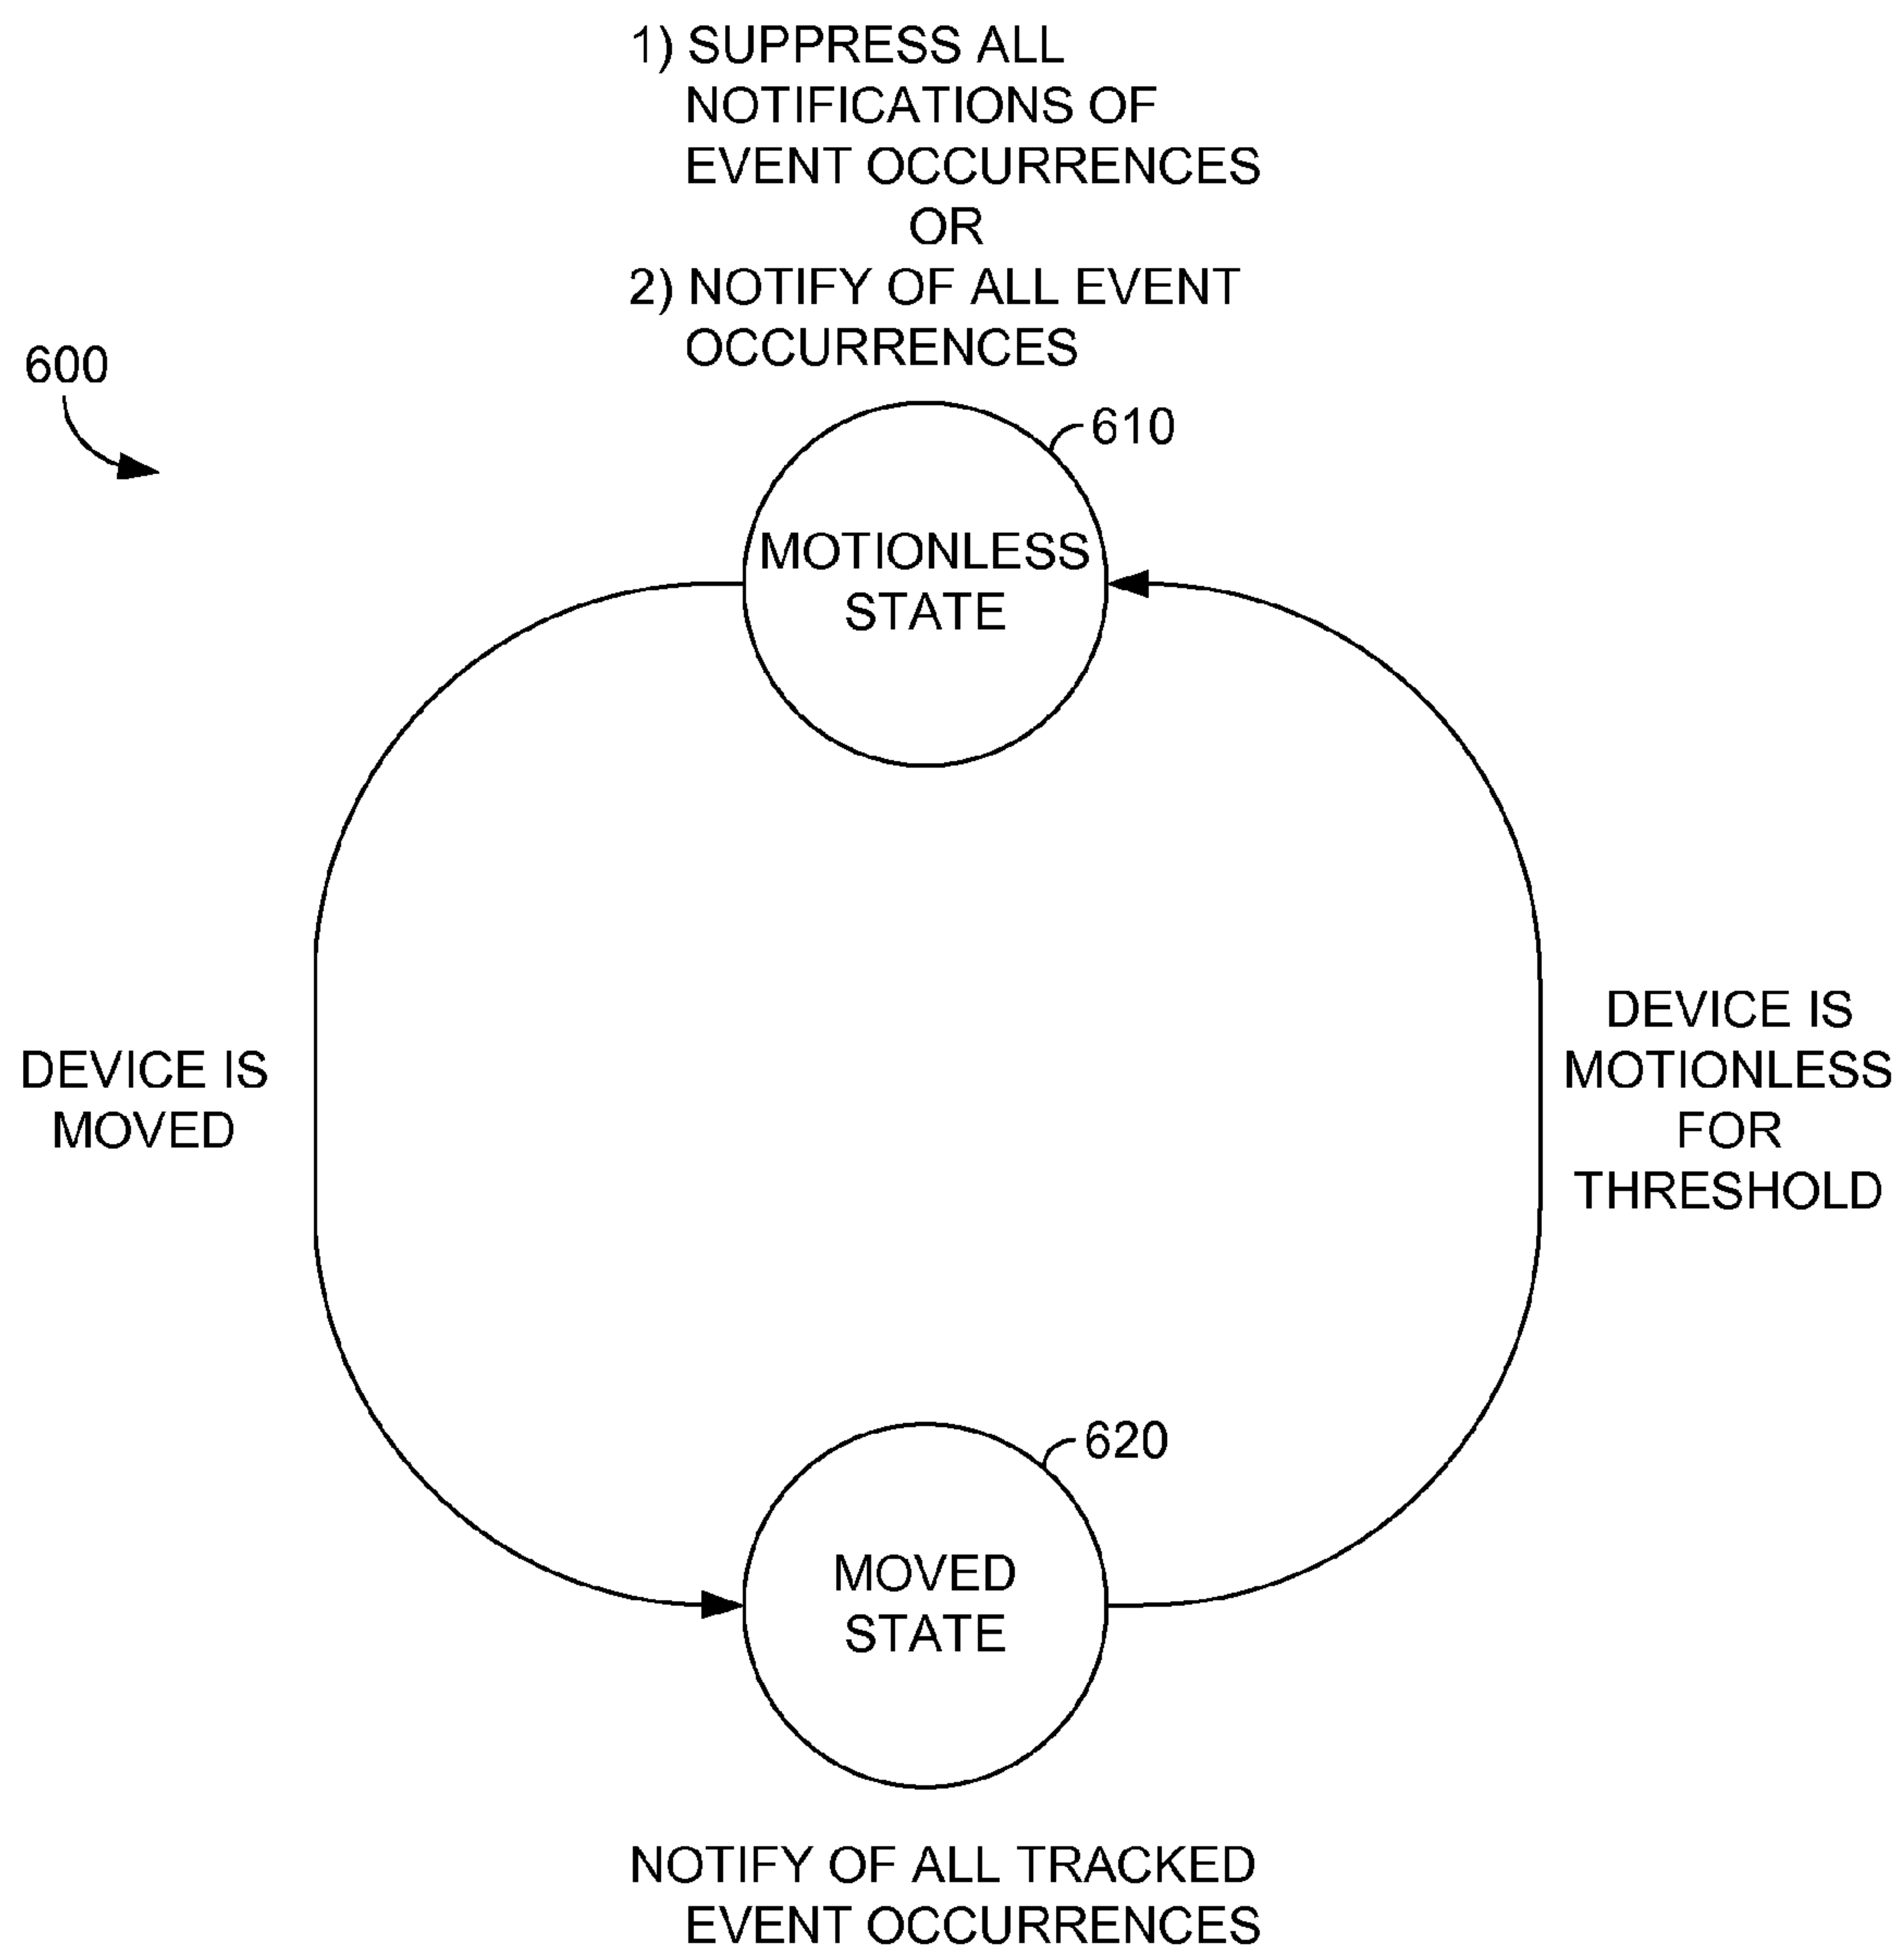 1) SUPPRESS ALL
NOTIFICATIONS OF
EVENT OCCURRENCES
OR
2) NOTIFY OF ALL EVENT
OCCURRENCES
600
610
MOTIONLESS
STATE
DEVICE IS
MOVED
DEVICE IS
MOTIONLESS
FOR
THRESHOLD
620
MOVED
STATE
NOTIFY OF ALL TRACKED
EVENT OCCURRENCES